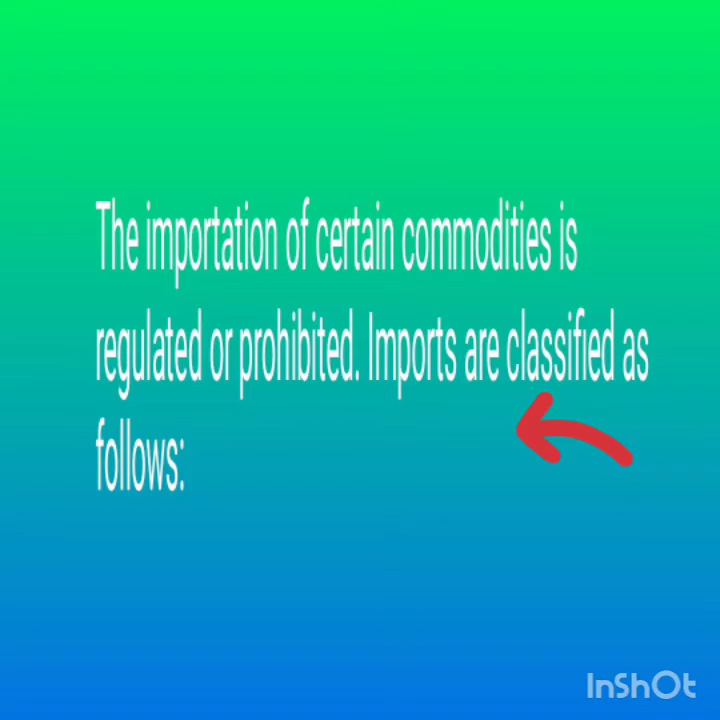 The importation of certain commodities is
regulated or prohibited. Imports are classified as
follows:
InShOt